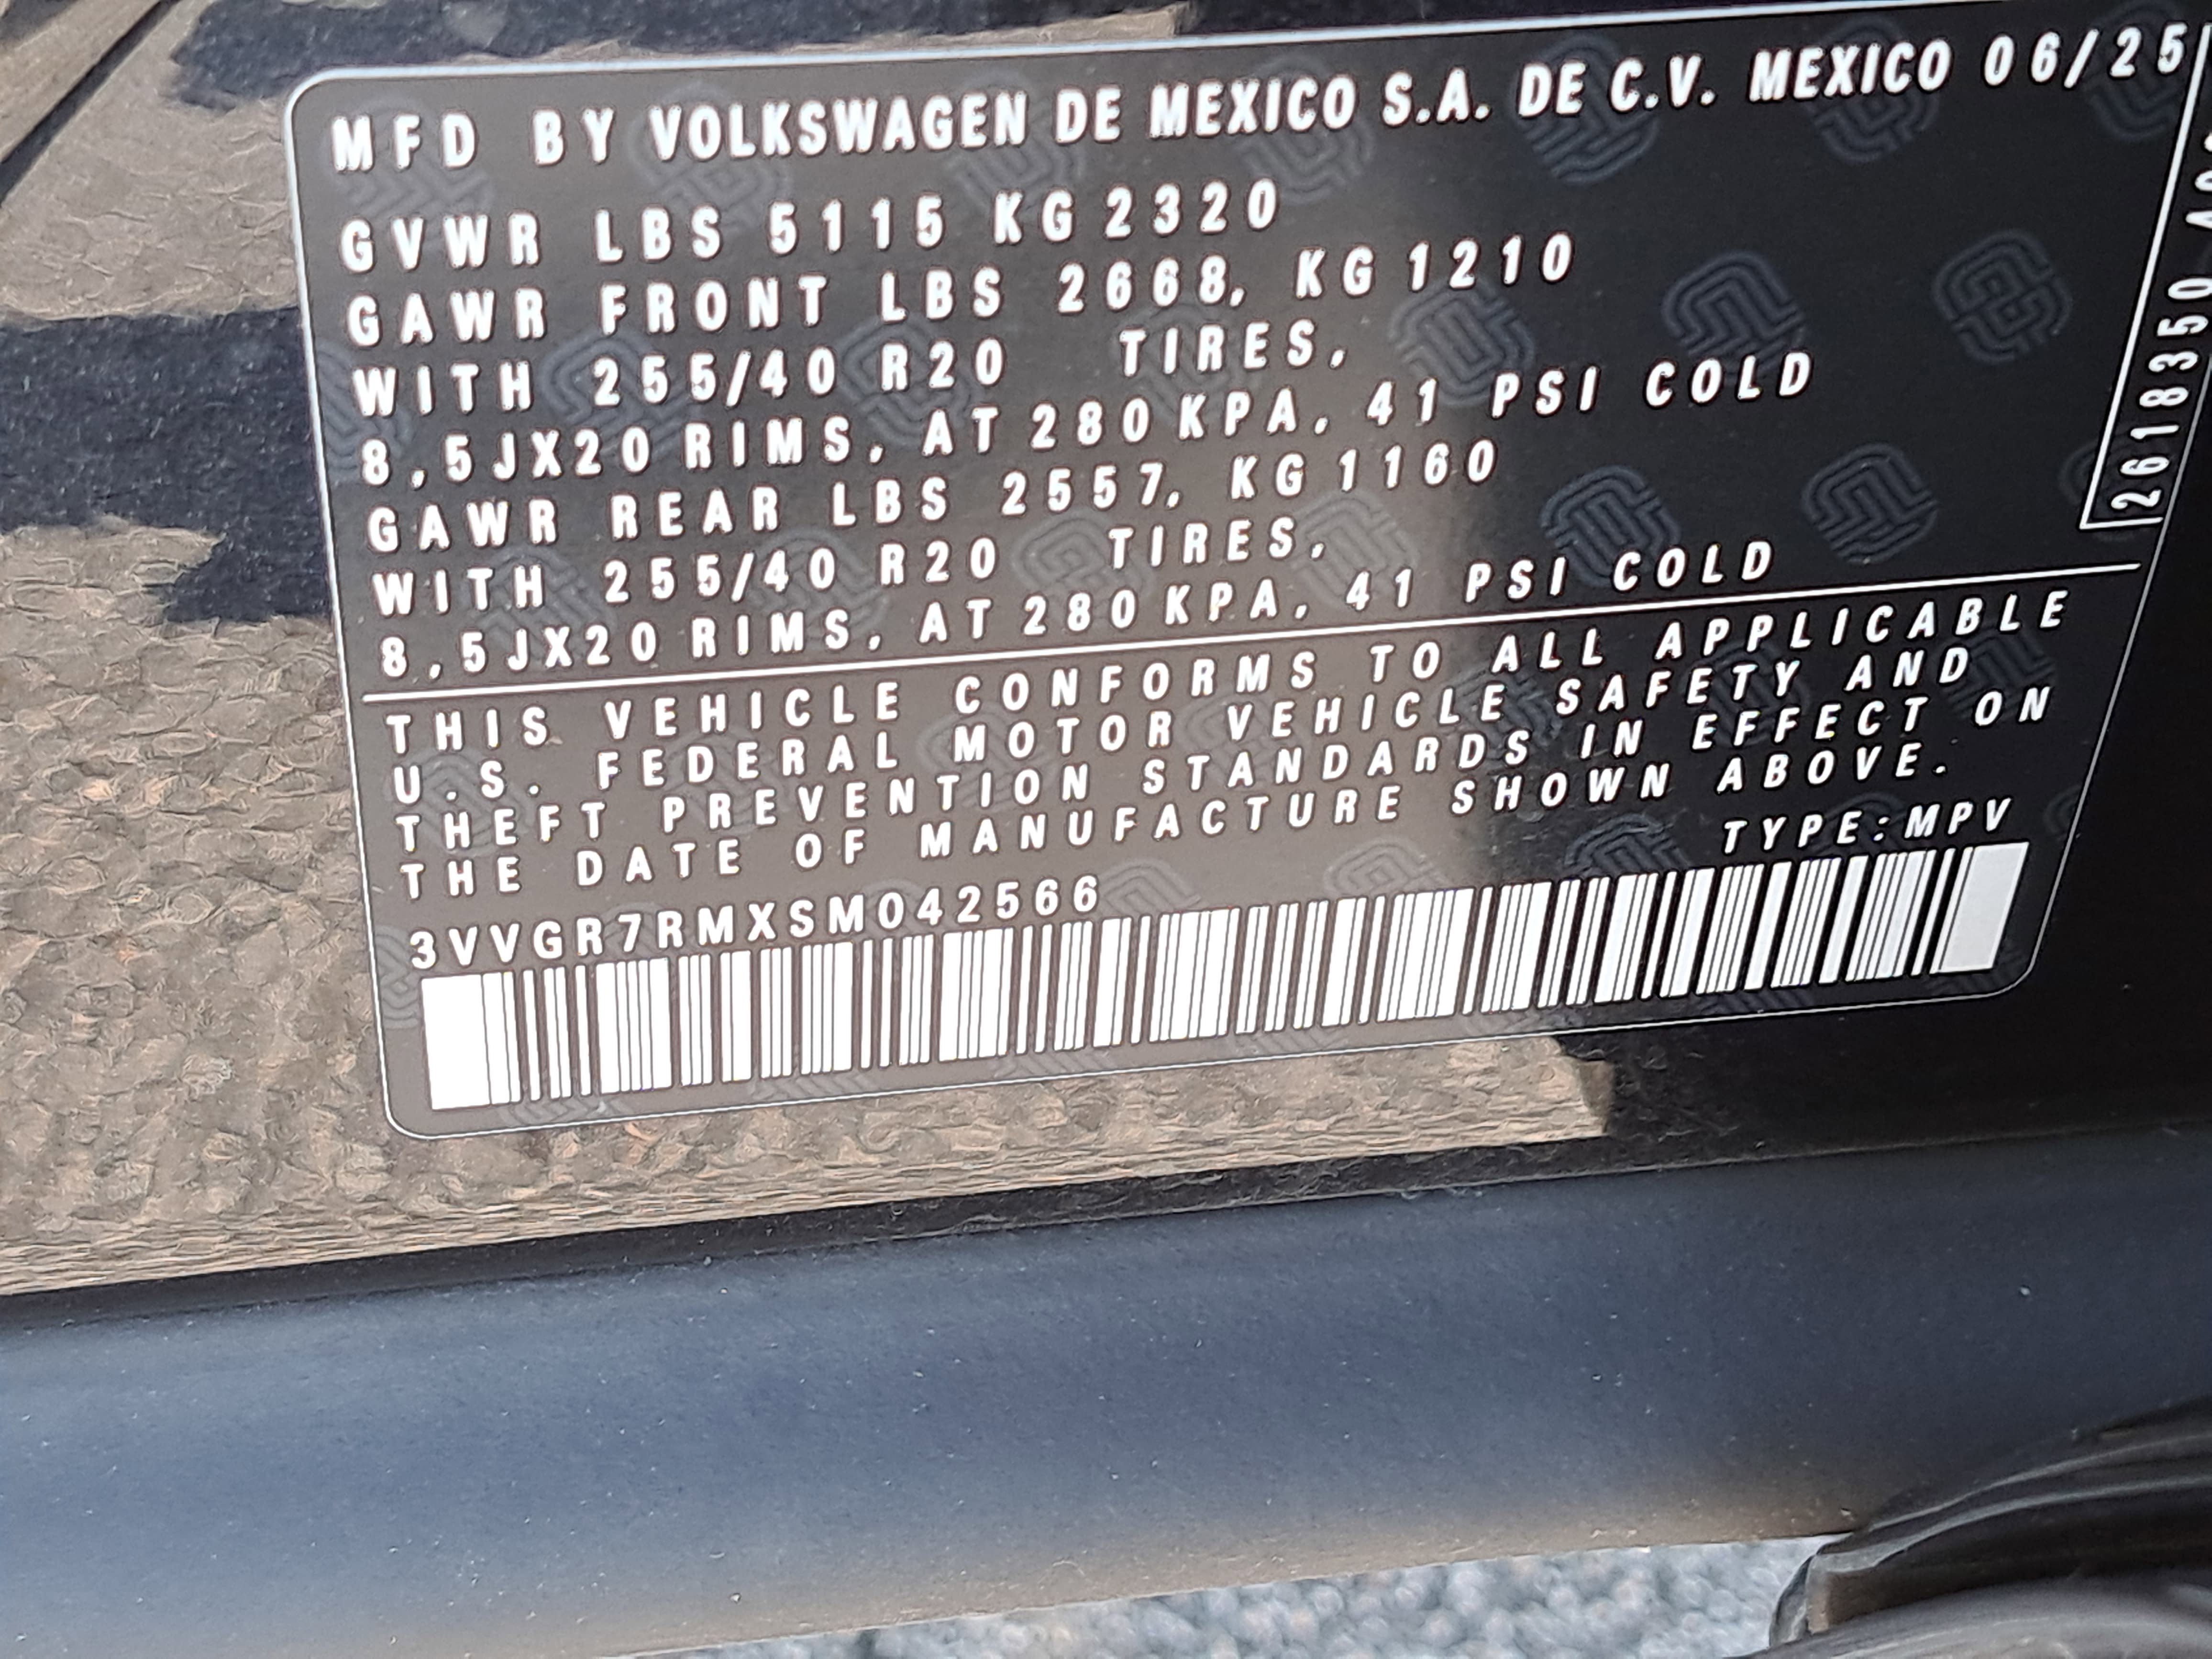 MFD BY VOLKSWAGEN DE MEXICO S.A. DE C.V. MEXICO 06/25
GVWR LBS 5115 KG 2320
GAWR FRONT LBS 2668, KG 1210
WITH 255/40 R20 TIRES,
8,5JX20 RIMS, AT 280 KPA, 41 PSI COLD
GAWR REAR LBS 2557, KG 1160
WITH 255/40 R20 TIRES,
8,5JX20 RIMS, AT 280 KPA, 41 PSI COLD
2618350
THIS VEHICLE CONFORMS TO ALL APPLICABLE
U.S. FEDERAL MOTOR VEHICLE SAFETY AND
THEFT PREVENTION STANDARDS IN EFFECT ON
THE DATE OF MANUFACTURE SHOWN ABOVE.
TYPE:MPV
3VVGR7RMXSM042566